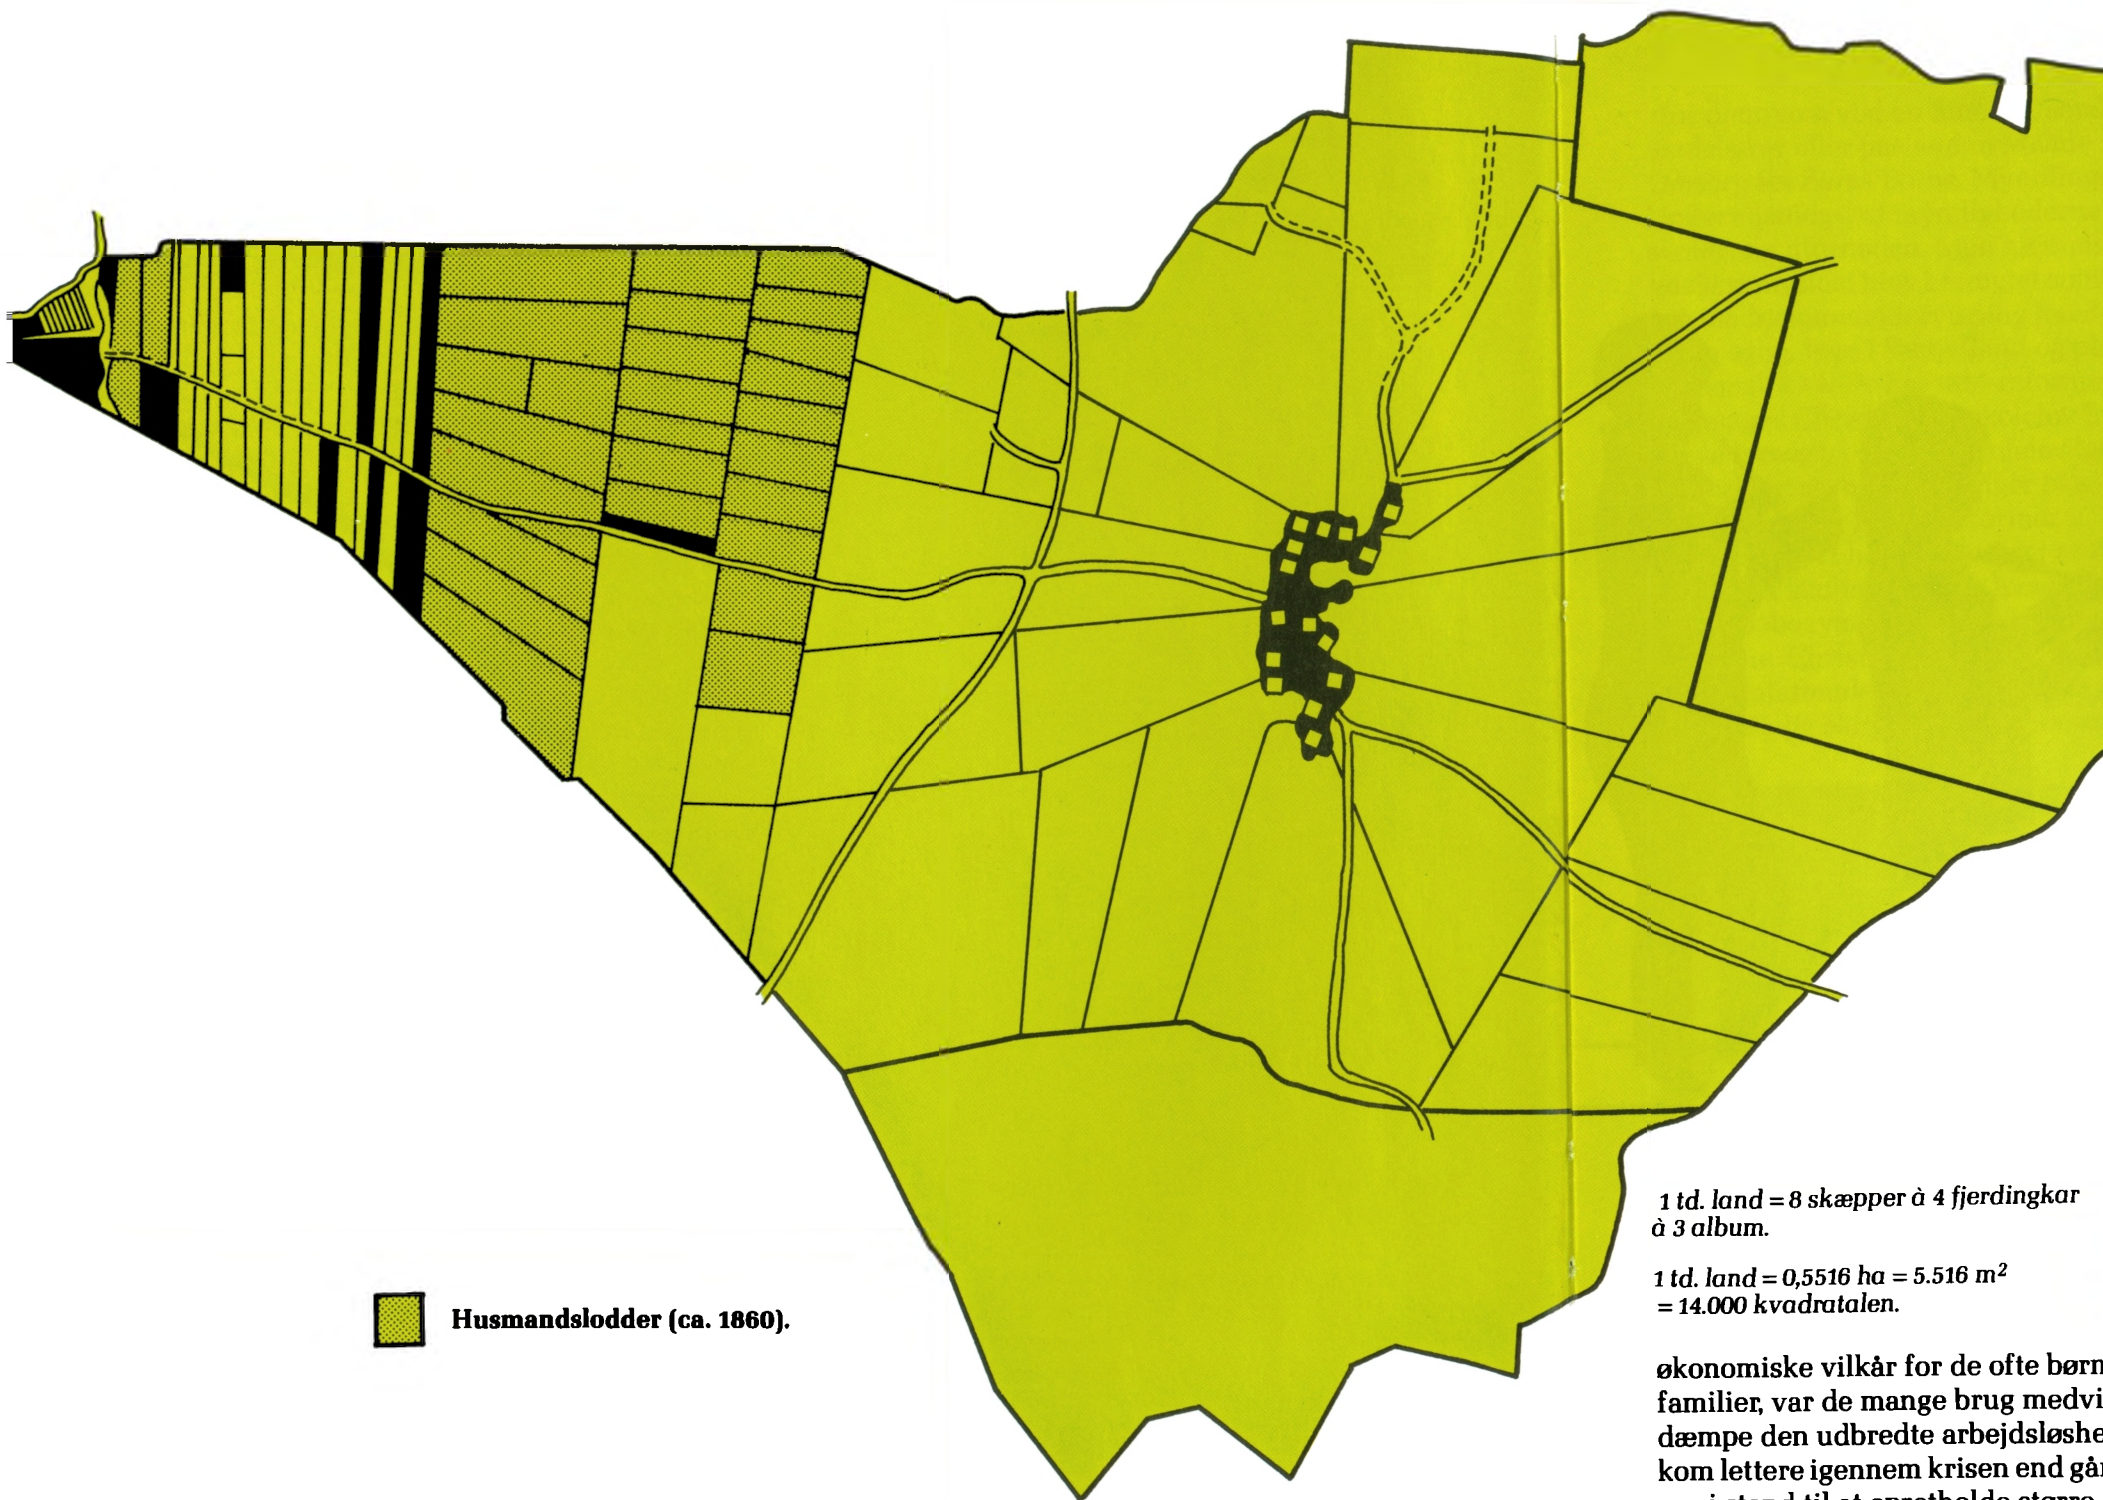 Husmandslodder (ca. 1860).
1 td. land = 8 skæpper à 4 fjerdingkar
à 3 album.
1 td. land = 0,5516 ha = 5.516 m²
= 14.000 kvadratalen.
økonomiske vilkår for de ofte børn
familier, var de mange brug medvi
dæmpe den udbredte arbejdsløshe
kom lettere igennem krisen end går